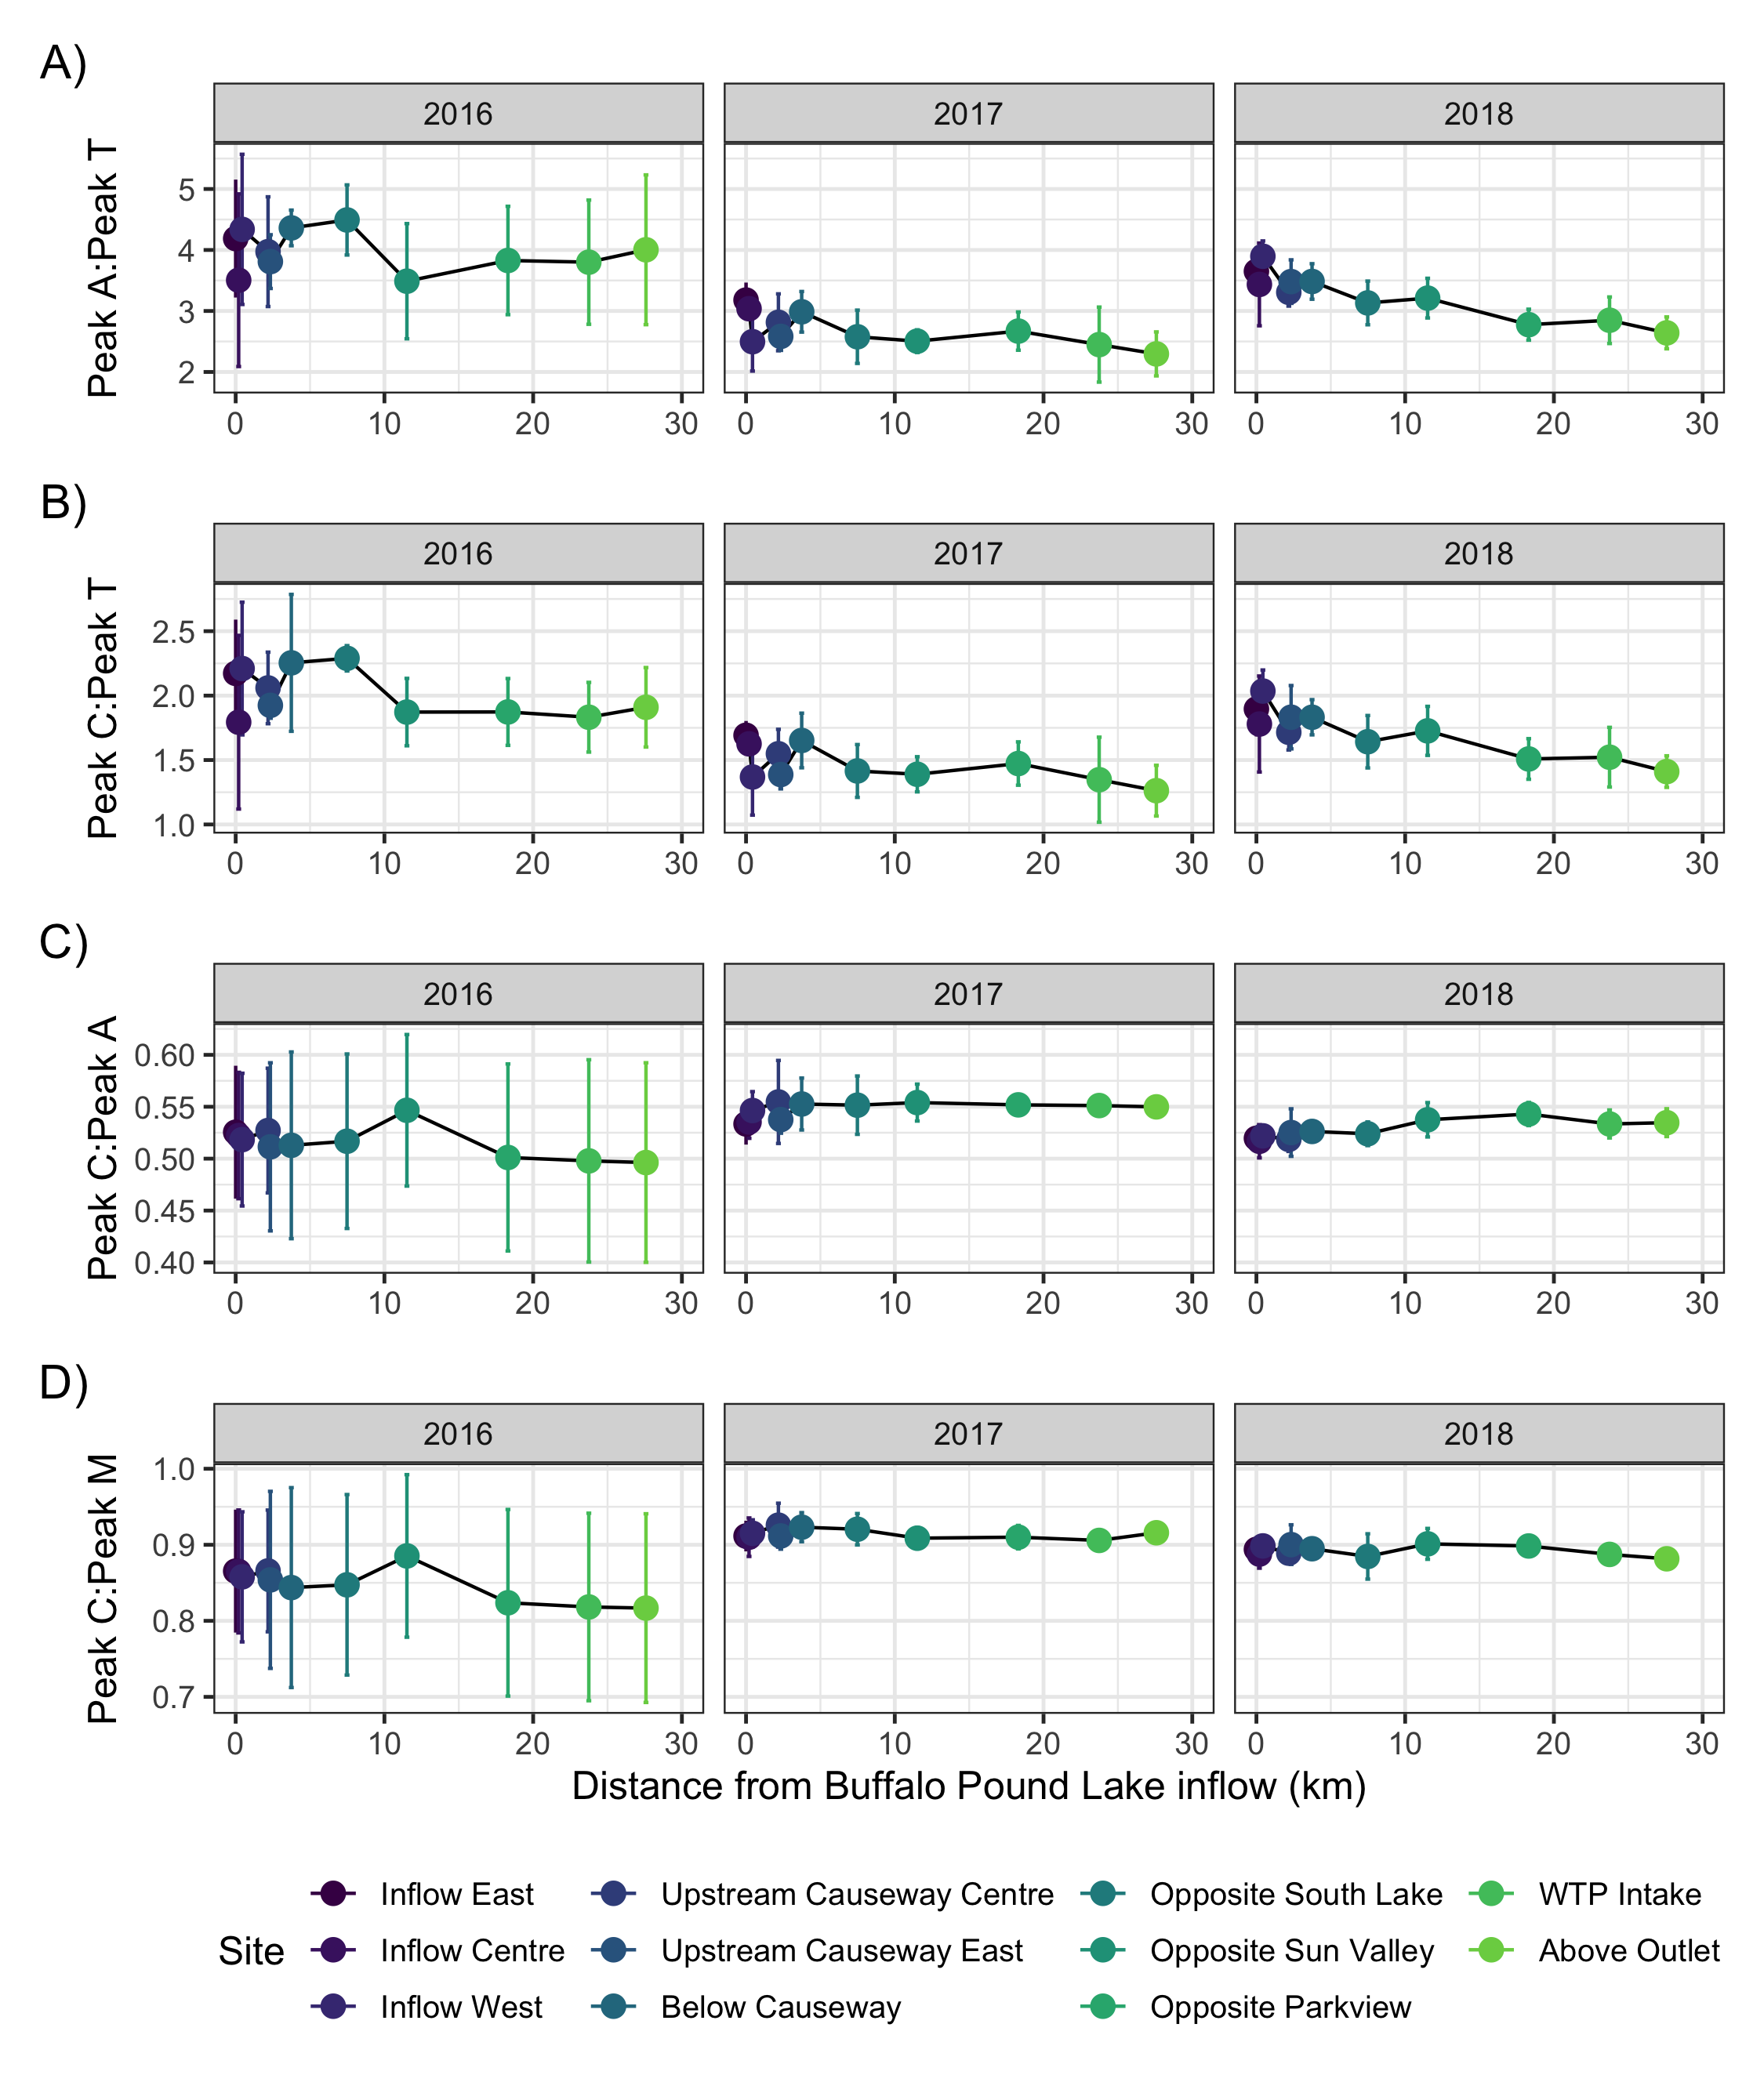 A)
2016 2017 2018
Peak A:Peak T
5
4
3
2
0 10 20 30 0 10 20 30 0 10 20 30
B)
2016 2017 2018
Peak C:Peak T
2.5
2.0
1.5
1.0
0 10 20 30 0 10 20 30 0 10 20 30
C)
2016 2017 2018
Peak C:Peak A
0.60
0.55
0.50
0.45
0.40
0 10 20 30 0 10 20 30 0 10 20 30
D)
2016 2017 2018
Peak C:Peak M
1.0
0.9
0.8
0.7
0 10 20 30 0 10 20 30 0 10 20 30
Distance from Buffalo Pound Lake inflow (km)
Site
Inflow East Upstream Causeway Centre Opposite South Lake WTP Intake
Inflow Centre Upstream Causeway East Opposite Sun Valley Above Outlet
Inflow West Below Causeway Opposite Parkview